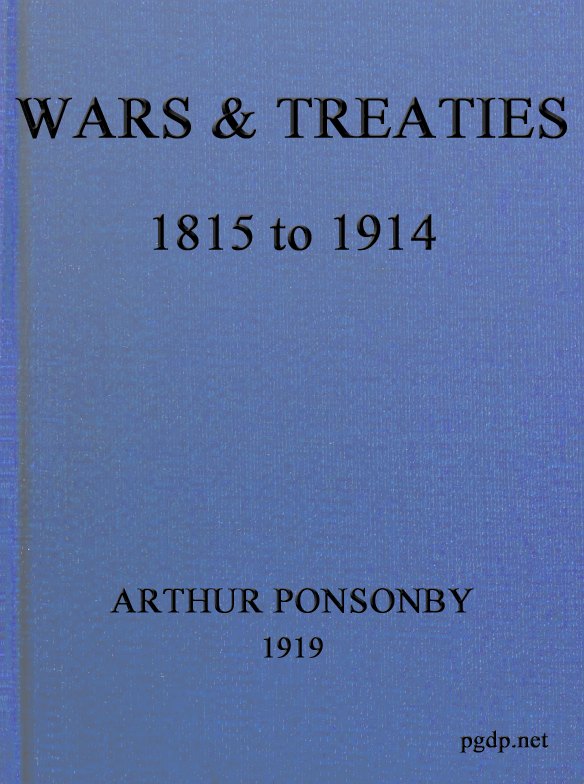 WARS & TREATIES
1815 to 1914
ARTHUR PONSONBY
1919
pgdp.net